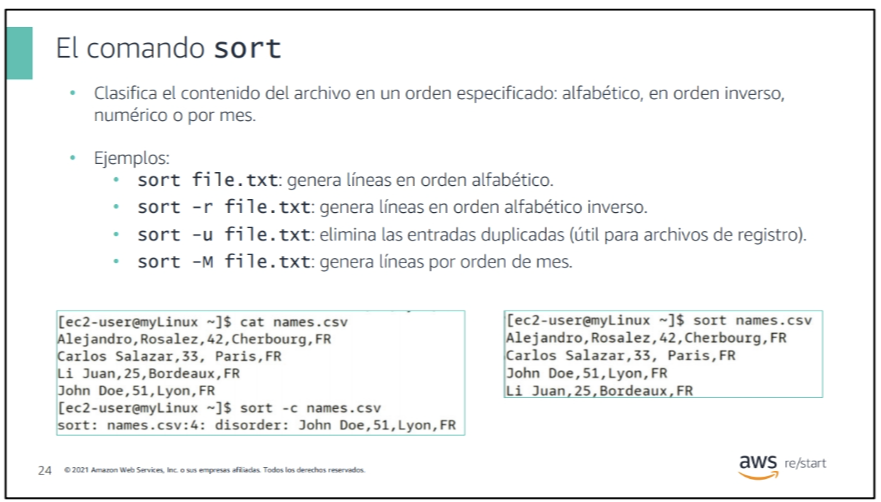 El comando sort
• Clasifica el contenido del archivo en un orden especificado: alfabético, en orden inverso,
numérico o por mes.
• Ejemplos:
• sort file.txt: genera líneas en orden alfabético.
• sort -r file.txt: genera líneas en orden alfabético inverso.
• sort -u file.txt: elimina las entradas duplicadas (útil para archivos de registro).
• sort -M file.txt: genera líneas por orden de mes.
[ec2-user@myLinux ~]$ cat names.csv
Alejandro,Rosalez,42,Cherbourg,FR
Carlos Salazar,33, Paris,FR
Li Juan,25,Bordeaux,FR
John Doe,51,Lyon,FR
[ec2-user@myLinux ~]$ sort -c names.csv
sort: names.csv:4: disorder: John Doe,51,Lyon,FR
[ec2-user@myLinux ~]$ sort names.csv
Alejandro,Rosalez,42,Cherbourg,FR
Carlos Salazar,33, Paris,FR
John Doe,51,Lyon,FR
Li Juan,25,Bordeaux,FR
24 © 2021 Amazon Web Services, Inc. o sus empresas afiliadas. Todos los derechos reservados.
aws re/start